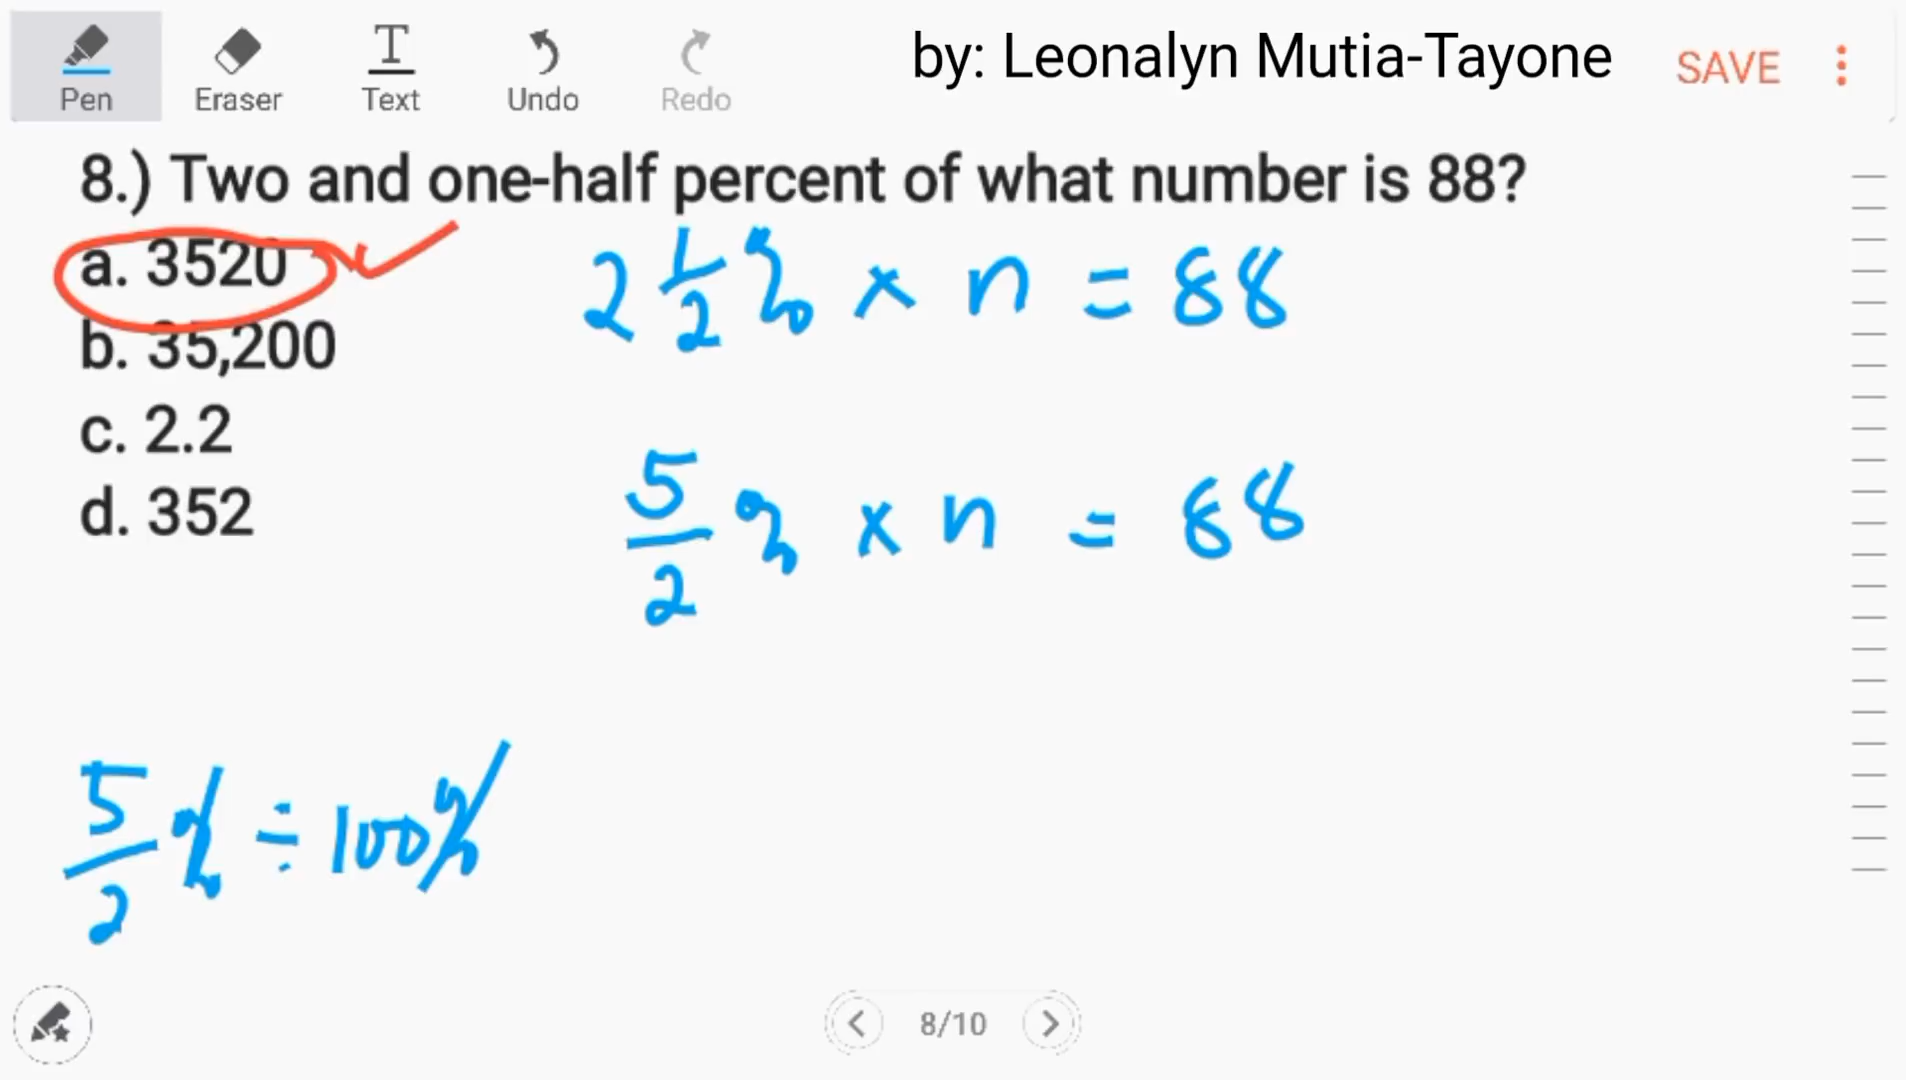 Pen Eraser Text Undo Redo by: Leonalyn Mutia-Tayone SAVE
8.) Two and one-half percent of what number is 88?
a. 3520
2 1/2 % × n = 88
b. 35,200
c. 2.2
d. 352
5/2 % × n = 88
5/2 % ÷ 100%
8/10